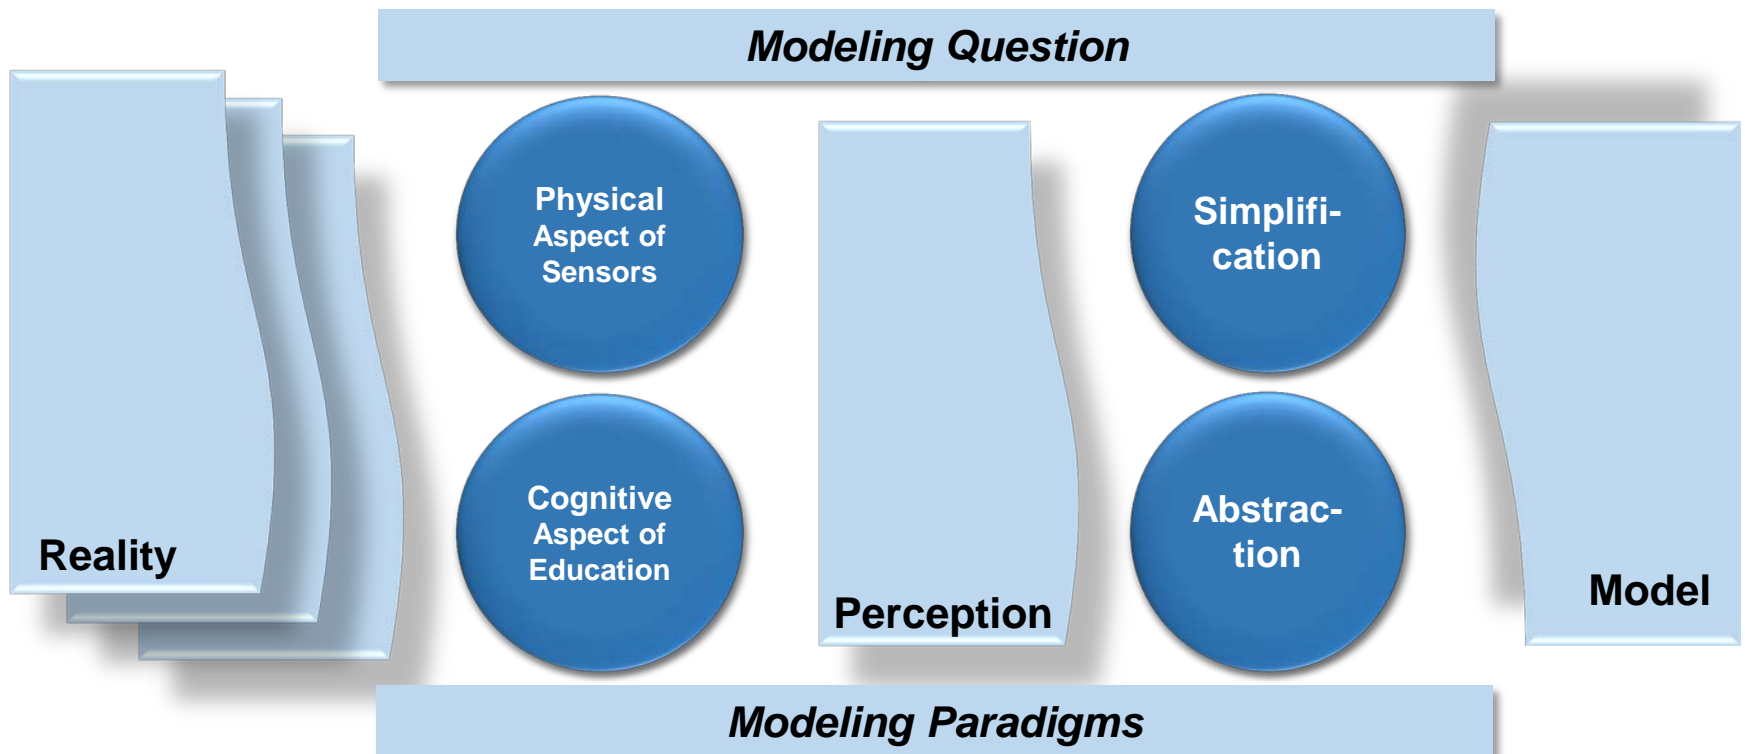 Modeling Question
Physical
Aspect of
Sensors
Simplifi-
cation
Cognitive
Aspect of
Education
Abstrac-
tion
Reality
Perception
Model
Modeling Paradigms